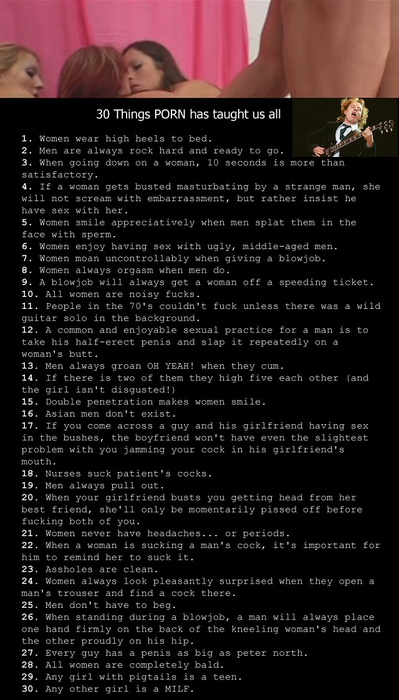 30 Things PORN has taught us all
1. Women wear high heels to bed.
2. Men are always rock hard and ready to go.
3. When going down on a woman, 10 seconds is more than
satisfactory.
4. If a woman gets busted masturbating by a strange man, she
will not scream with embarrassment, but rather insist he
have sex with her.
5. Women smile appreciatively when men splat them in the
face with sperm.
6. Women enjoy having sex with ugly, middle-aged men.
7. Women moan uncontrollably when giving a blowjob.
8. Women always orgasm when men do.
9. A blowjob will always get a woman off a speeding ticket.
10. All women are noisy fucks.
11. People in the 70's couldn't fuck unless there was a wild
guitar solo in the background.
12. A common and enjoyable sexual practice for a man is to
take his half-erect penis and slap it repeatedly on a
woman's butt.
13. Men always groan OH YEAH! when they cum.
14. If there is two of them they high five each other (and
the girl isn't disgusted!)
15. Double penetration makes women smile.
16. Asian men don't exist.
17. If you come across a guy and his girlfriend having sex
in the bushes, the boyfriend won't have even the slightest
problem with you jamming your cock in his girlfriend's
mouth.
18. Nurses suck patient's cocks.
19. Men always pull out.
20. When your girlfriend busts you getting head from her
best friend, she'll only be momentarily pissed off before
fucking both of you.
21. Women never have headaches... or periods.
22. When a woman is sucking a man's cock, it's important for
him to remind her to suck it.
23. Assholes are clean.
24. Women always look pleasantly surprised when they open a
man's trouser and find a cock there.
25. Men don't have to beg.
26. When standing during a blowjob, a man will always place
one hand firmly on the back of the kneeling woman's head and
the other proudly on his hip.
27. Every guy has a penis as big as peter north.
28. All women are completely bald.
29. Any girl with pigtails is a teen.
30. Any other girl is a MILF.